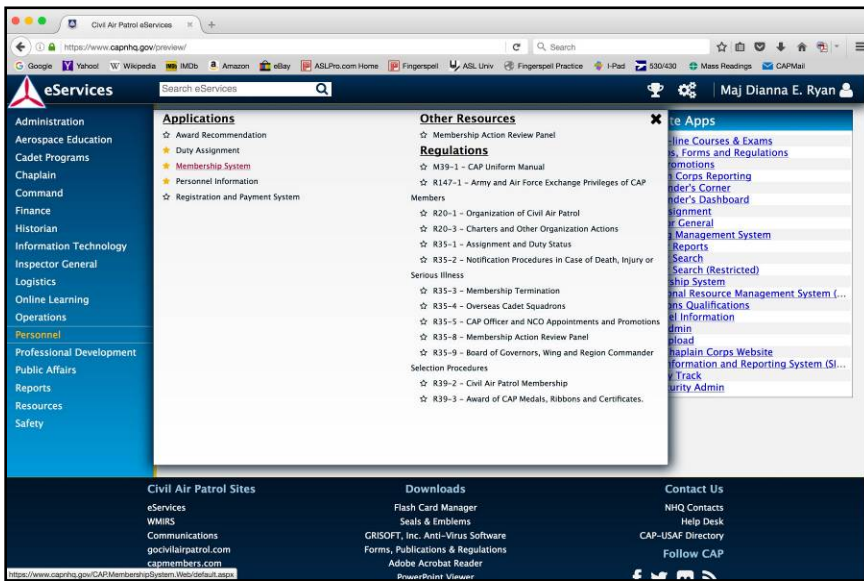 Civil Air Patrol eServices
https://www.capnhq.gov/preview/
Search
Google Yahoo! Wikipedia IMDb Amazon eBay ASLPro.com Home Fingerspell ASL Univ Fingerspell Practice I-Pad 530/430 Mass Readings CAPMail
eServices
Search eServices
Maj Dianna E. Ryan
Administration
Aerospace Education
Cadet Programs
Chaplain
Command
Finance
Historian
Information Technology
Inspector General
Logistics
Online Learning
Operations
Personnel
Professional Development
Public Affairs
Reports
Resources
Safety
Applications
Award Recommendation
Duty Assignment
Membership System
Personnel Information
Registration and Payment System
Other Resources
Membership Action Review Panel
Regulations
M39-1 - CAP Uniform Manual
R147-1 - Army and Air Force Exchange Privileges of CAP
Members
R20-1 - Organization of Civil Air Patrol
R20-3 - Charters and Other Organization Actions
R35-1 - Assignment and Duty Status
R35-2 - Notification Procedures in Case of Death, Injury or
Serious Illness
R35-3 - Membership Termination
R35-4 - Overseas Cadet Squadrons
R35-5 - CAP Officer and NCO Appointments and Promotions
R35-8 - Membership Action Review Panel
R35-9 - Board of Governors, Wing and Region Commander
Selection Procedures
R39-2 - Civil Air Patrol Membership
R39-3 - Award of CAP Medals, Ribbons and Certificates.
te Apps
-line Courses & Exams
s, Forms and Regulations
omotions
Corps Reporting
nder's Corner
nder's Dashboard
signment
r General
Management System
Reports
Search
Search (Restricted)
ship System
onal Resource Management System (...
ns Qualifications
el Information
dmin
pload
haplain Corps Website
formation and Reporting System (SI...
y Track
urity Admin
Civil Air Patrol Sites
eServices
WMIRS
Communications
gocivilairpatrol.com
capmembers.com
Downloads
Flash Card Manager
Seals & Emblems
GRISOFT, Inc. Anti-Virus Software
Forms, Publications & Regulations
Adobe Acrobat Reader
PowerPoint Viewer
Contact Us
NHQ Contacts
Help Desk
CAP-USAF Directory
Follow CAP
https://www.capnhq.gov/CAP.MembershipSystem.Web/default.aspx